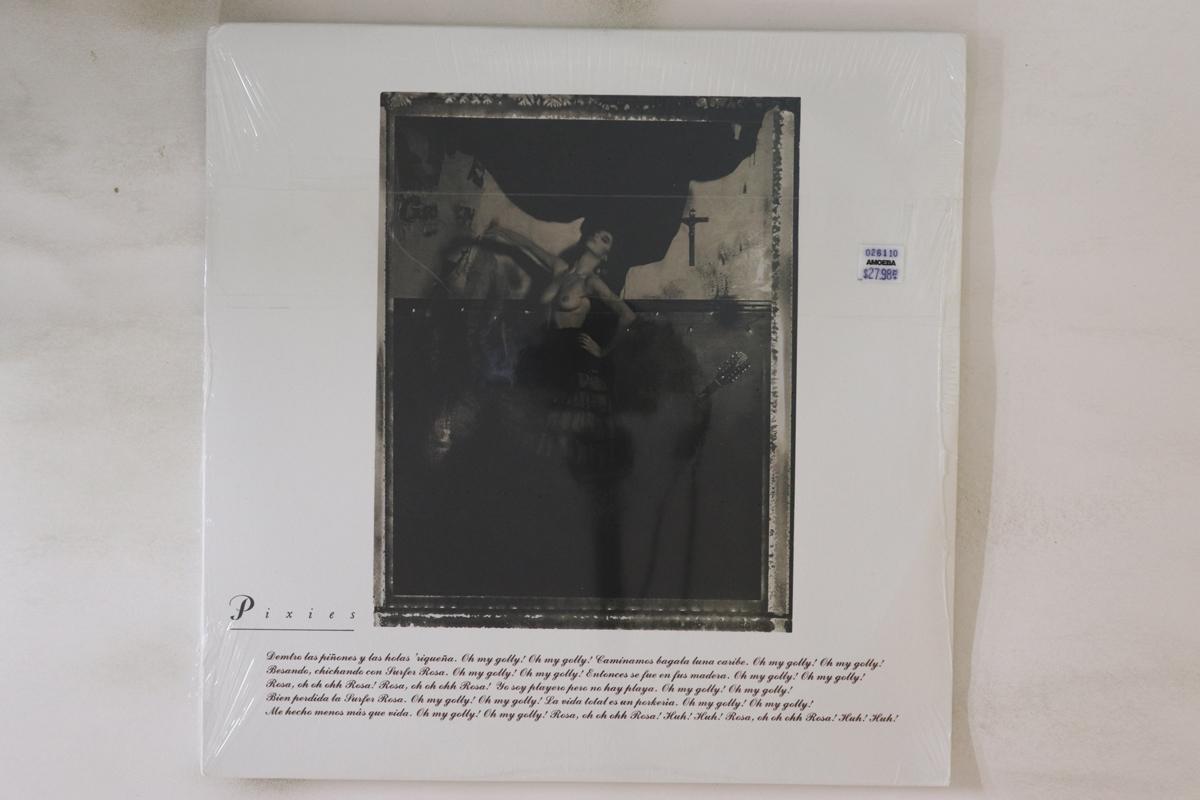 026110
AMOEBA
$27.98
Pixies
Demtro las piñones y las holas 'riqueña. Oh my golly! Oh my golly! Caminamos bagala luna caribe. Oh my golly! Oh my golly!
Besando, chichando con Surfer Rosa. Oh my golly! Oh my golly! Entonces se fue en fus madera. Oh my golly! Oh my golly!
Rosa, oh oh ohh Rosa! Rosa, oh oh ohh Rosa! Yo soy playero pero no hay playa. Oh my golly! Oh my golly!
Bien perdida la Surfer Rosa. Oh my golly! Oh my golly! La vida total es un porkeria. Oh my golly! Oh my golly!
Me hecho menos más que vida. Oh my golly! Oh my golly! Rosa, oh oh ohh Rosa! Huh! Huh! Rosa, oh oh ohh Rosa! Huh! Huh!